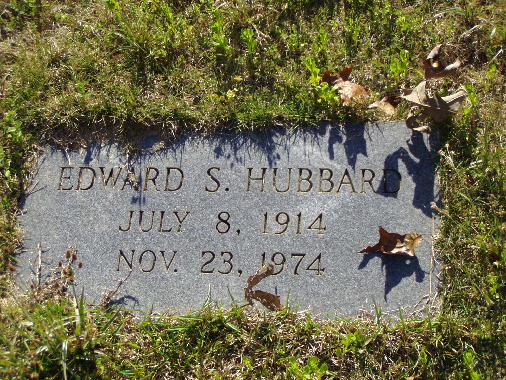 EDWARD S. HUBBARD
JULY 8, 1914
NOV. 23, 1974